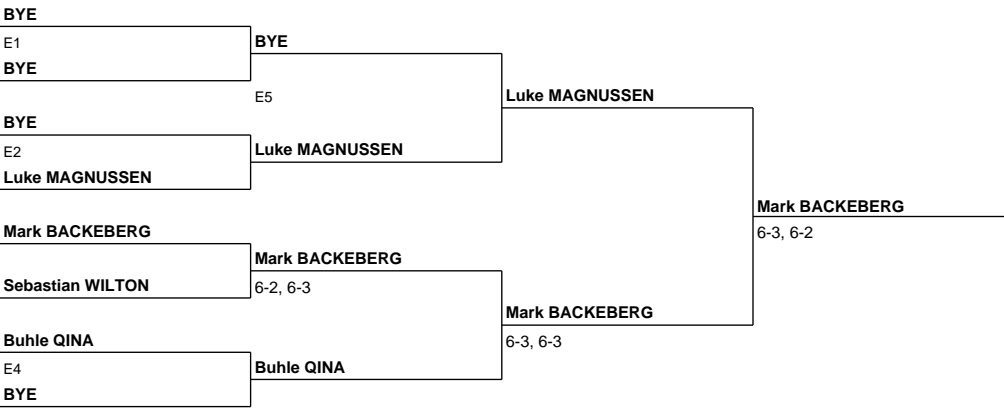 BYE
E1
BYE
BYE
E5
Luke MAGNUSSEN
BYE
E2
Luke MAGNUSSEN
Luke MAGNUSSEN
Mark BACKEBERG
6-3, 6-2
Mark BACKEBERG
Mark BACKEBERG
Sebastian WILTON
6-2, 6-3
Mark BACKEBERG
6-3, 6-3
Buhle QINA
E4
Buhle QINA
BYE